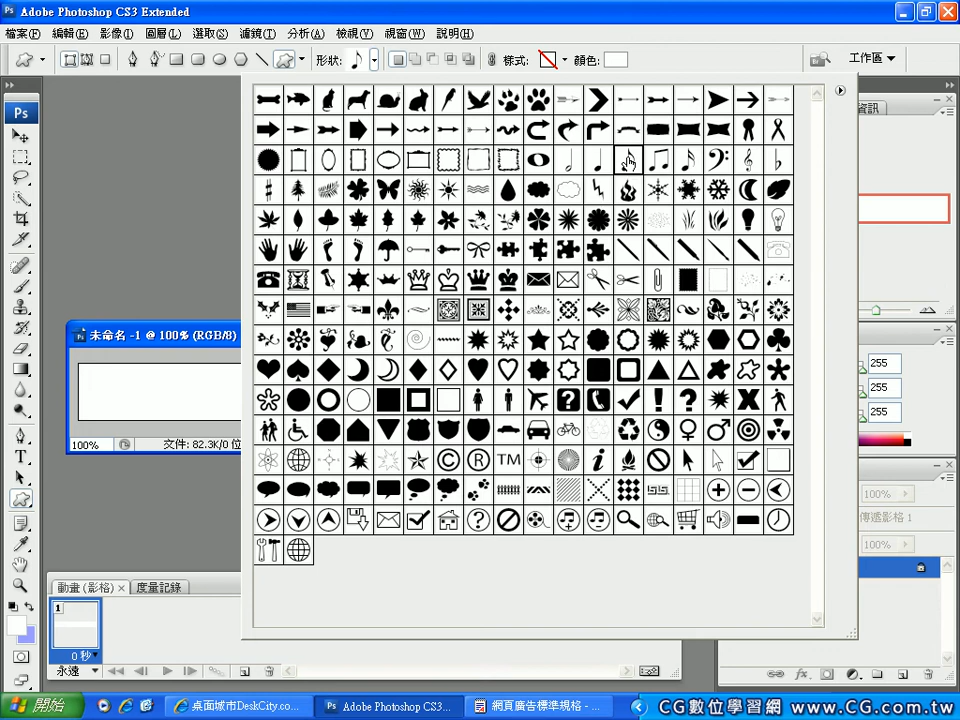 Adobe Photoshop CS3 Extended
檔案(F) 編輯(E) 影像(I) 圖層(L) 選取(S) 濾鏡(T) 分析(A) 檢視(V) 視窗(W) 說明(H)
形狀: 樣式: 顏色: 工作區
Ps
資訊
TM
未命名 -1 @ 100% (RGB/8)
100% 文件: 82.3K/0 位
255
255
255
100%
傳遞影格 1
100%
動畫 (影格) × 度量記錄
1
0 秒
永遠
開始 桌面城市DeskCity.co... Adobe Photoshop CS3... 網頁廣告標準規格 - ... CG數位學習網 www.CG.com.tw